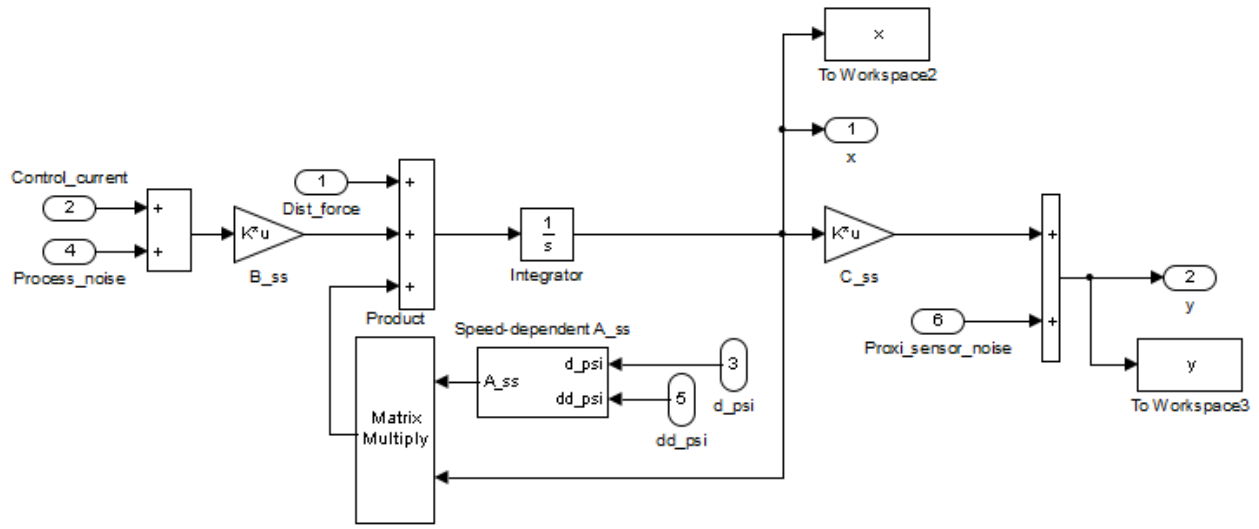 x
To Workspace2
1
x
Control_current
2
+
4
+
Process_noise
K*u
B_ss
1
Dist_force
+
+
+
Product
1
s
Integrator
K*u
C_ss
6
Proxi_sensor_noise
+
+
2
y
y
To Workspace3
Speed-dependent A_ss
A_ss
d_psi
dd_psi
3
d_psi
5
dd_psi
Matrix
Multiply